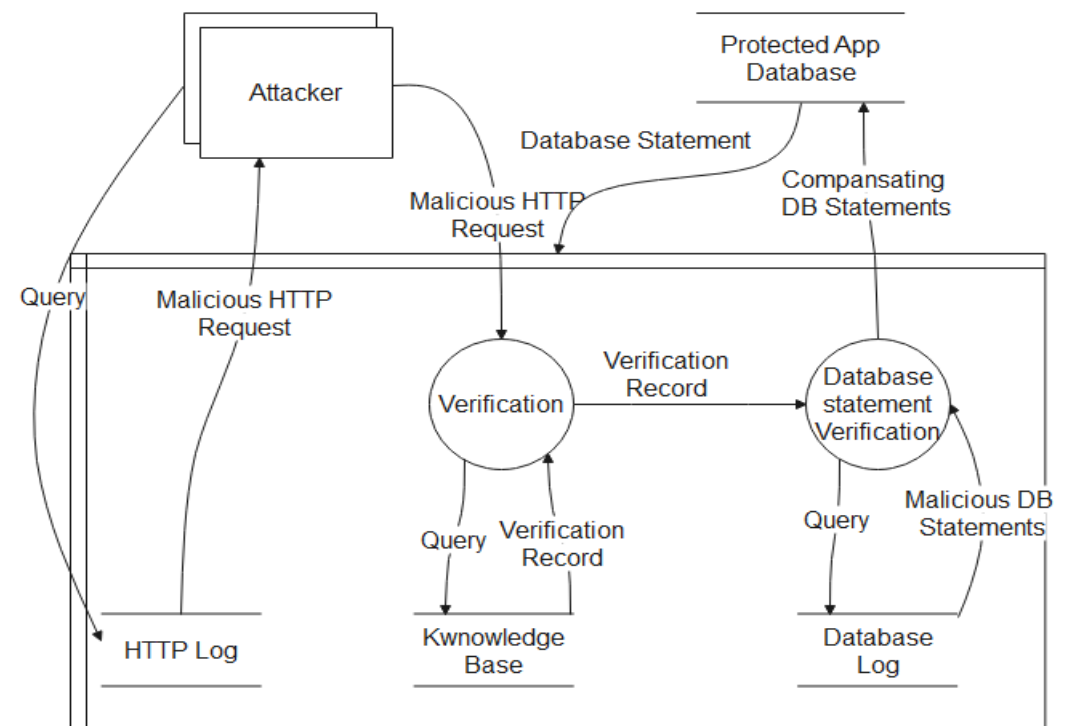 Attacker
Protected App
Database
Database Statement
Compansating
DB Statements
Malicious HTTP
Request
Query
Malicious HTTP
Request
Verification
Verification
Record
Database
statement
Verification
Query
Verification
Record
Query
Malicious DB
Statements
HTTP Log
Kwnowledge
Base
Database
Log